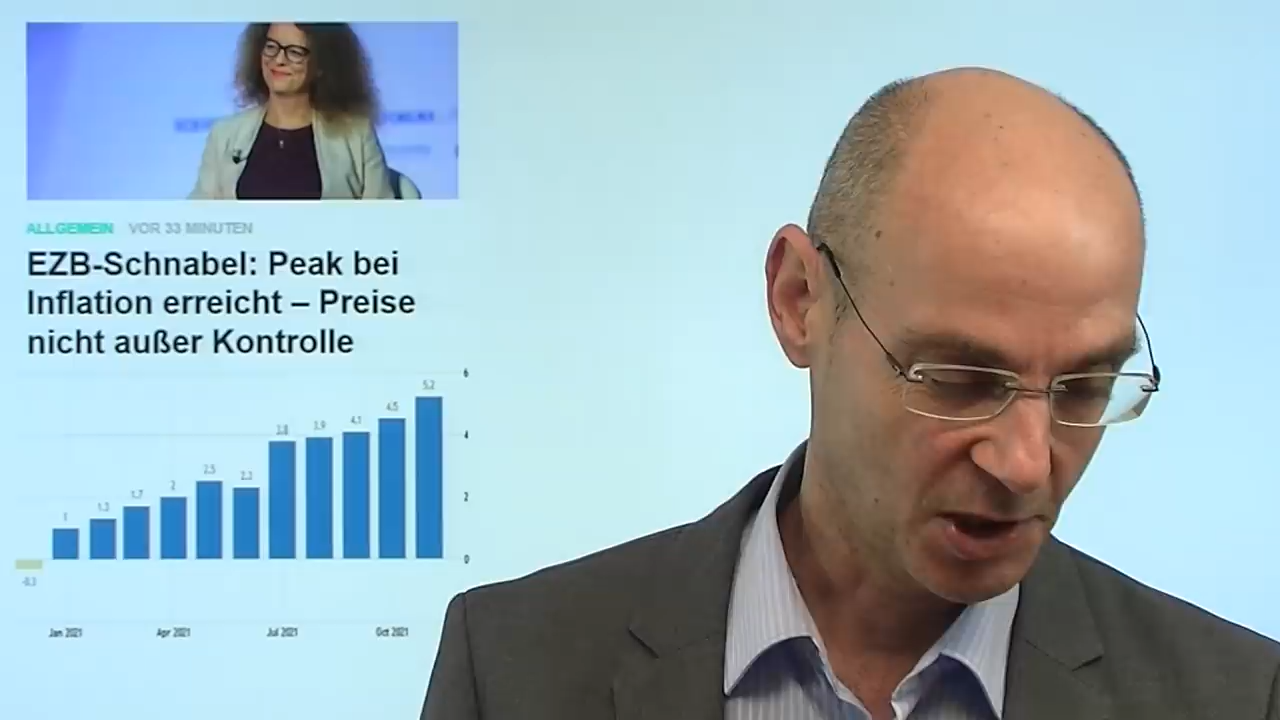 ALLGEMEIN VOR 33 MINUTEN
EZB-Schnabel: Peak bei
Inflation erreicht – Preise
nicht außer Kontrolle
6
5.2
4.5
4.1
3.9
3.8
4
2.5
2.2
2
1.7
1.3
1
2
0
-0.3
Jan 2021
Apr 2021
Jul 2021
Oct 2021